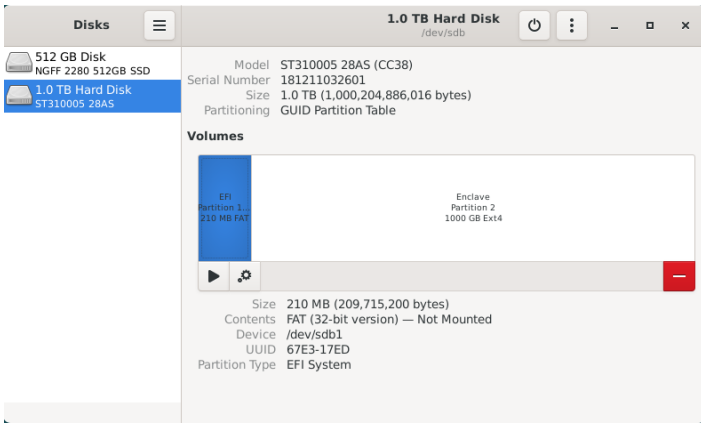 Disks
1.0 TB Hard Disk
/dev/sdb
512 GB Disk
NGFF 2280 512GB SSD
1.0 TB Hard Disk
ST310005 28AS
Model ST310005 28AS (CC38)
Serial Number 181211032601
Size 1.0 TB (1,000,204,886,016 bytes)
Partitioning GUID Partition Table
Volumes
EFI
Partition 1...
210 MB FAT
Enclave
Partition 2
1000 GB Ext4
Size 210 MB (209,715,200 bytes)
Contents FAT (32-bit version) — Not Mounted
Device /dev/sdb1
UUID 67E3-17ED
Partition Type EFI System